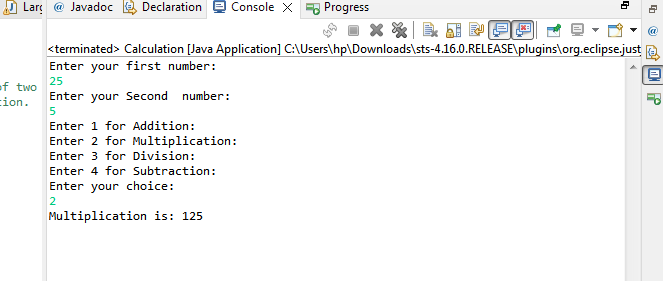 Larg
@ Javadoc Declaration Console Progress
<terminated> Calculation [Java Application] C:\Users\hp\Downloads\sts-4.16.0.RELEASE\plugins\org.eclipse.just
of two
tion.
Enter your first number:
25
Enter your Second  number:
5
Enter 1 for Addition:
Enter 2 for Multiplication:
Enter 3 for Division:
Enter 4 for Subtraction:
Enter your choice:
2
Multiplication is: 125
@